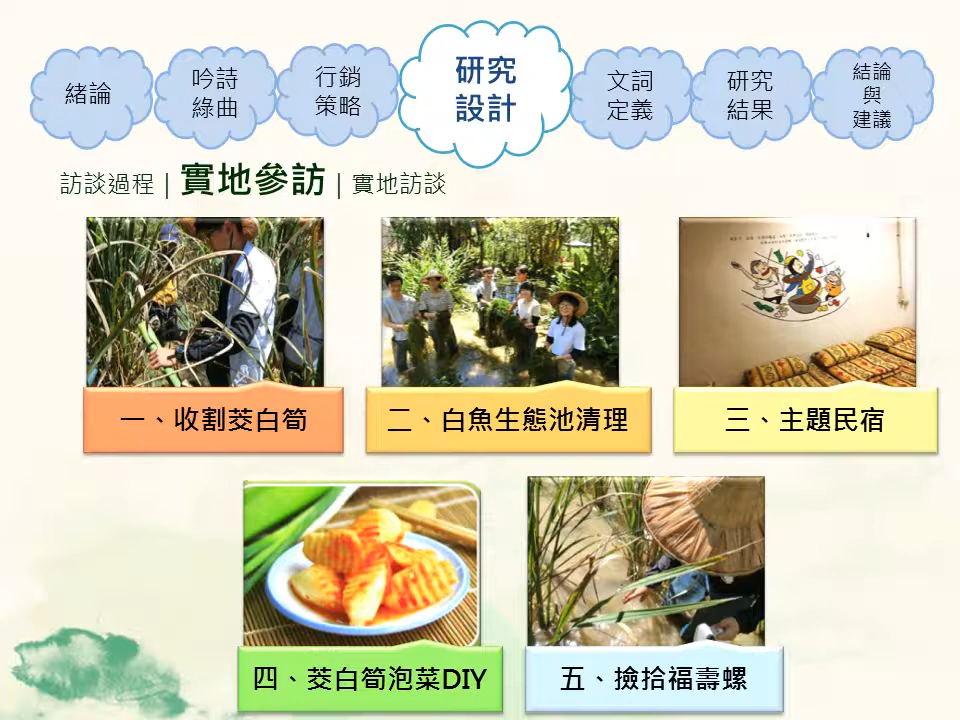 緒論
吟詩
綠曲
行銷
策略
研究
設計
文詞
定義
研究
結果
結論
與
建議
訪談過程 | 實地參訪 | 實地訪談
一、收割茭白筍
二、白魚生態池清理
三、主題民宿
四、茭白筍泡菜DIY
五、撿拾福壽螺